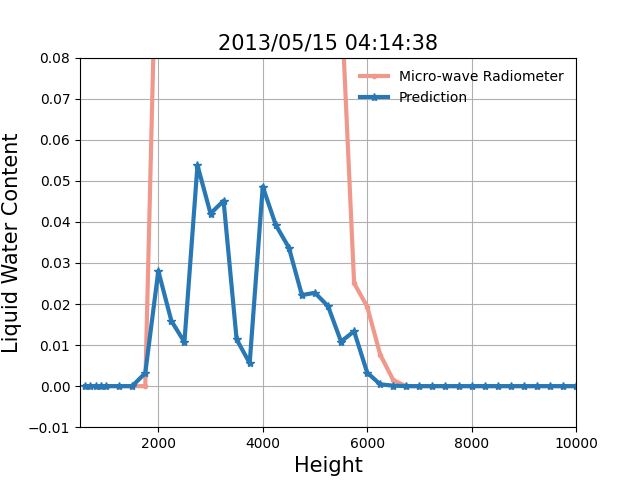 2013/05/15 04:14:38
Micro-wave Radiometer
Prediction
Liquid Water Content
0.08
0.07
0.06
0.05
0.04
0.03
0.02
0.01
0.00
−0.01
2000 4000 6000 8000 10000
Height